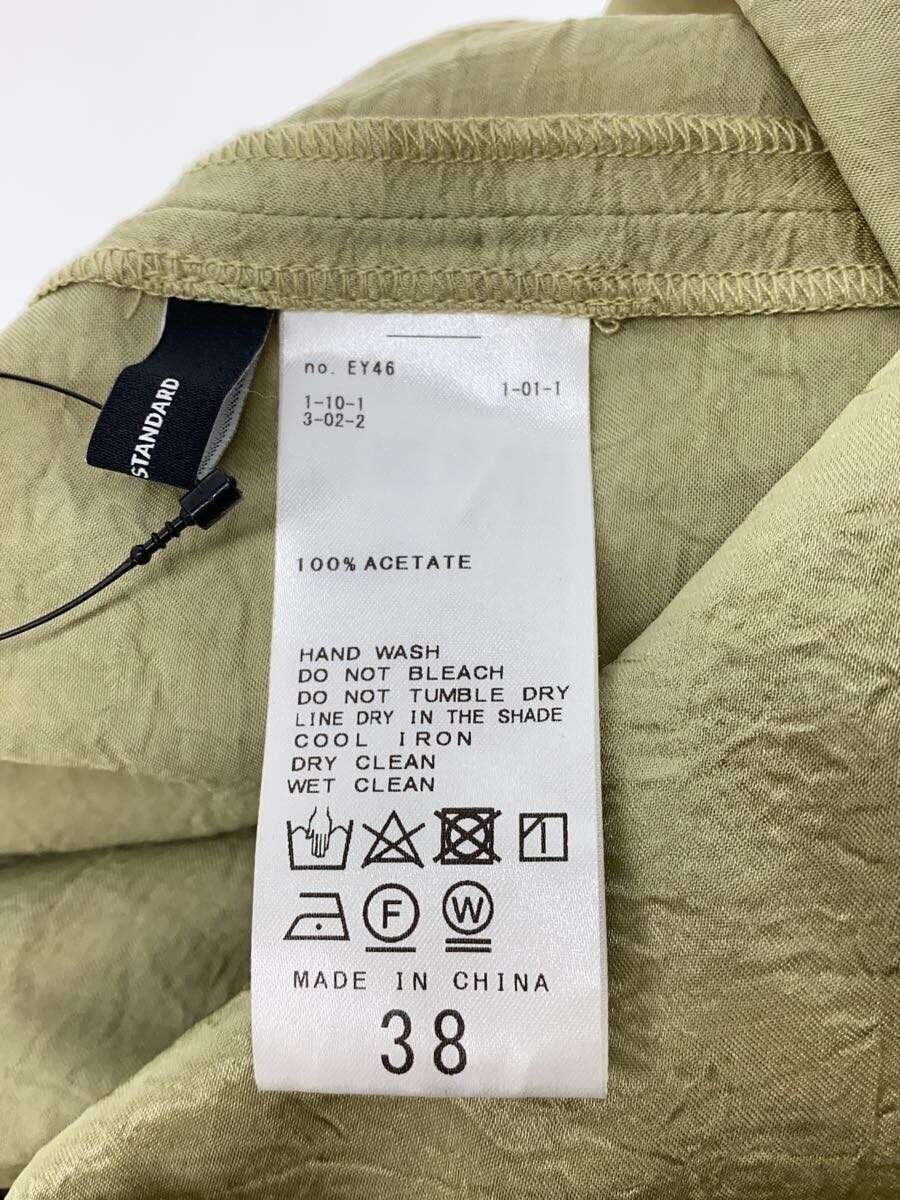 STANDARD
no. EY46
1-10-1 1-01-1
3-02-2
100% ACETATE
HAND WASH
DO NOT BLEACH
DO NOT TUMBLE DRY
LINE DRY IN THE SHADE
COOL IRON
DRY CLEAN
WET CLEAN
F W
MADE IN CHINA
38